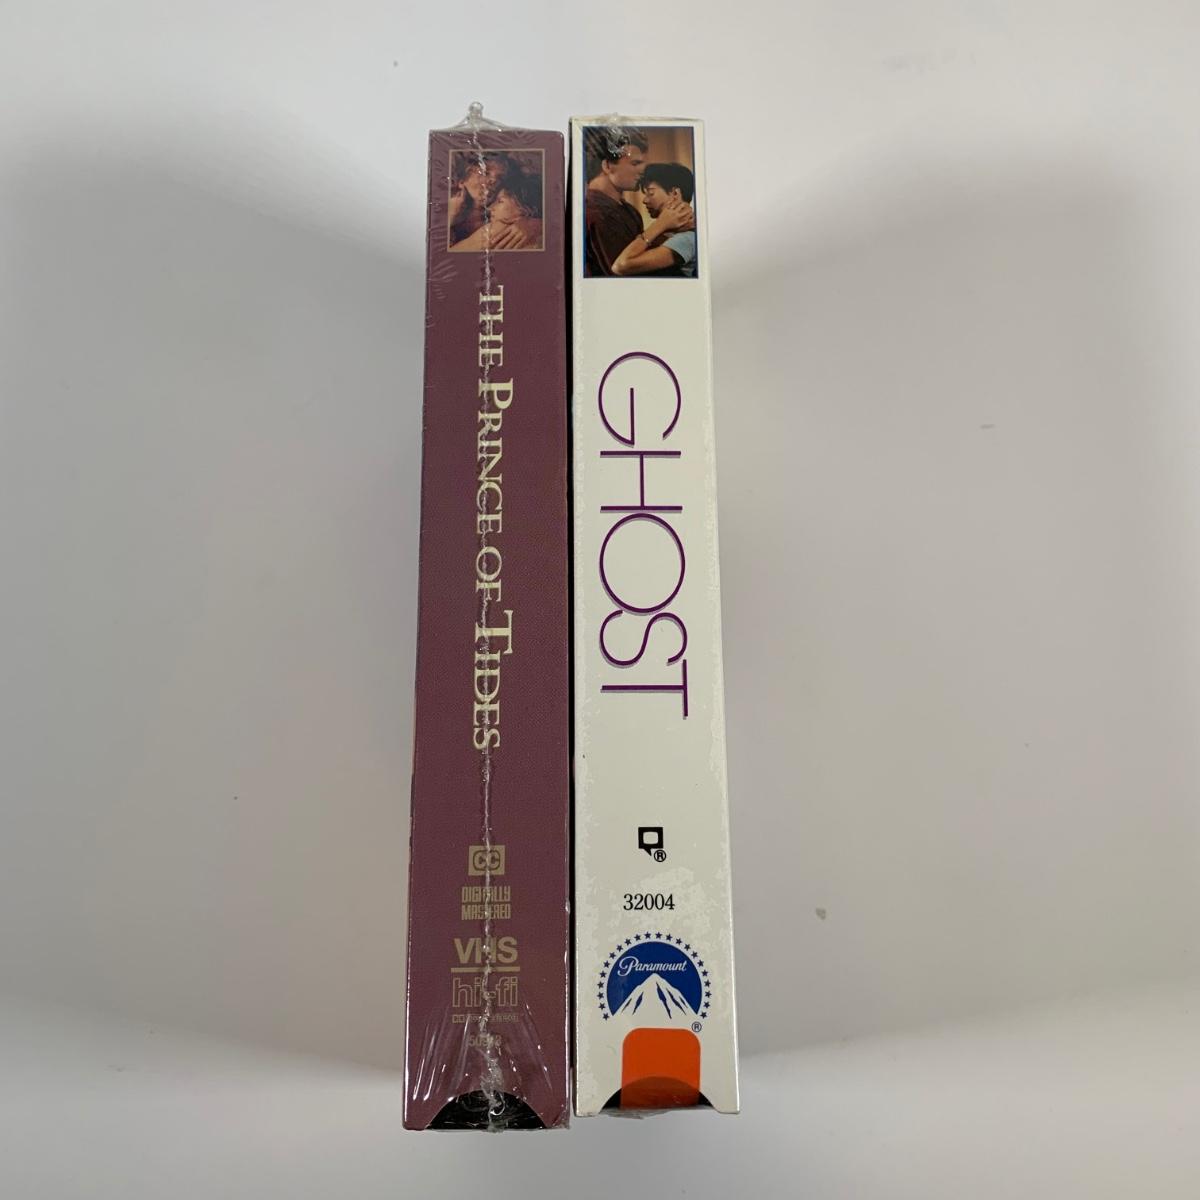 THE PRINCE OF TIDES
CC
DIGITALLY
MASTERED
VHS
hi-fi
GHOST
®
32004
Paramount
®